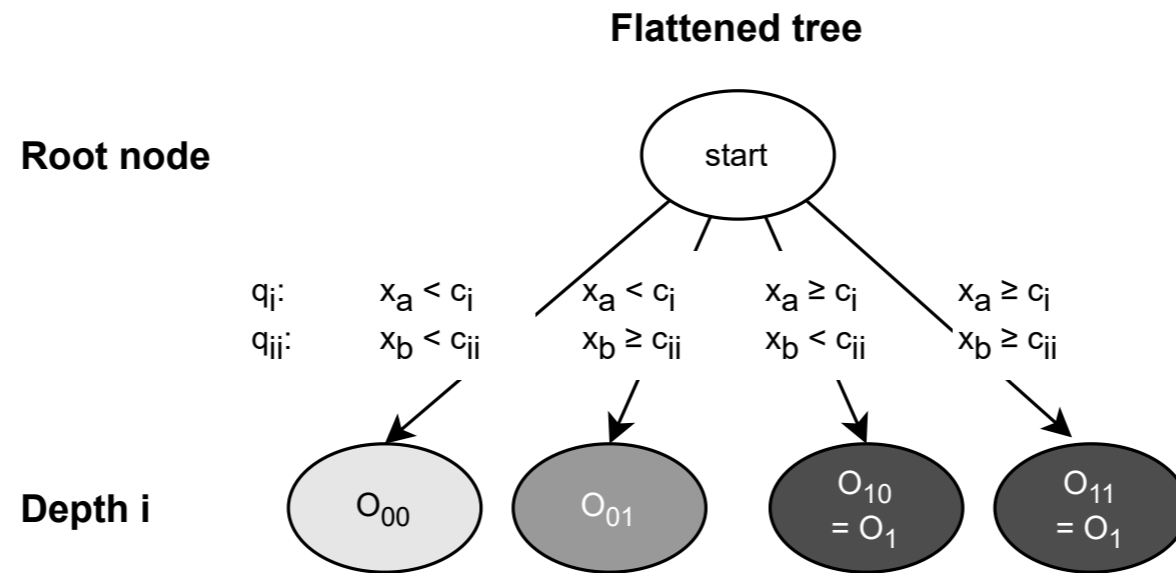 Flattened tree
Root node
start
qi: xa < ci xa < ci xa ≥ ci xa ≥ ci
qii: xb < cii xb ≥ cii xb < cii xb ≥ cii
Depth i
O00
O01
O10
= O1
O11
= O1